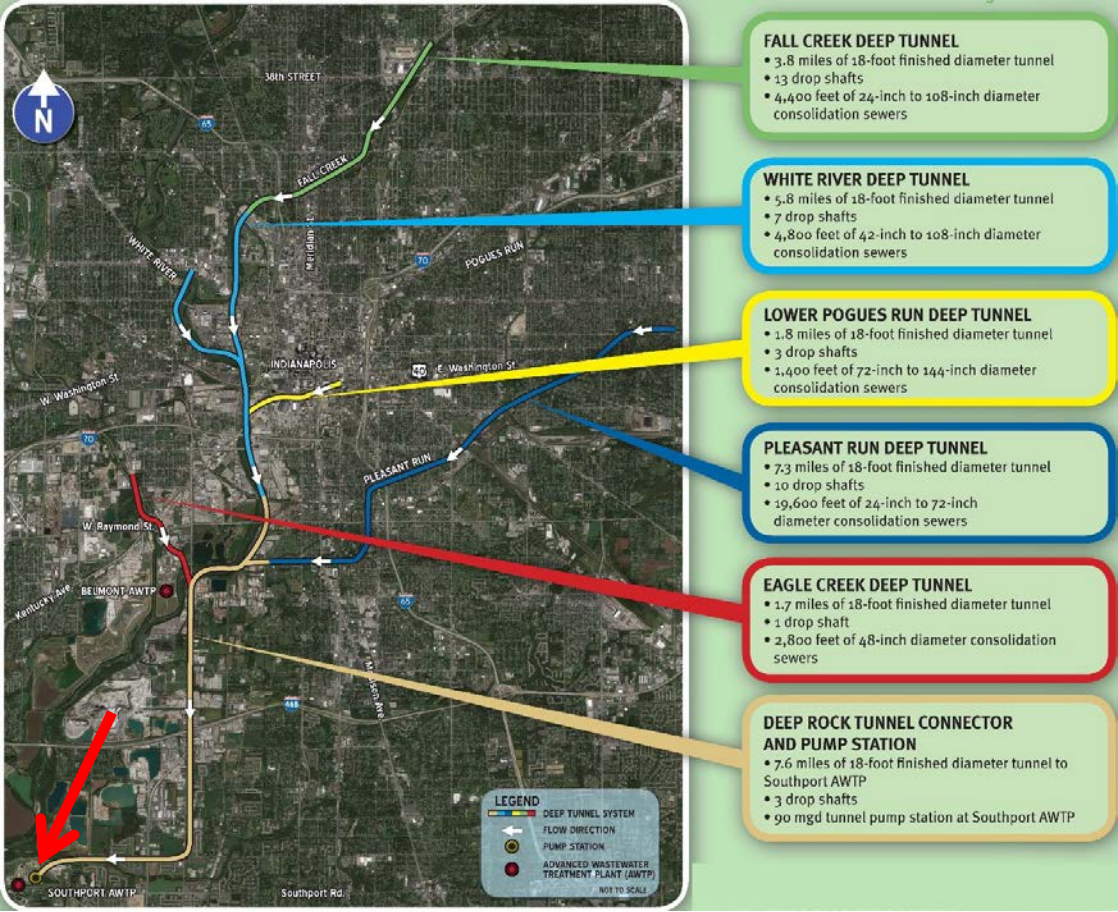 38th STREET
N
65
FALL CREEK
Meridian St.
WHITE RIVER
70
POGUES RUN
INDIANAPOLIS
40
E. Washington St.
W. Washington St.
70
PLEASANT RUN
W. Raymond St.
BELMONT AWTP
Kentucky Ave.
65
Madison Ave.
465
LEGEND
DEEP TUNNEL SYSTEM
FLOW DIRECTION
PUMP STATION
ADVANCED WASTEWATER
TREATMENT PLANT (AWTP)
NOT TO SCALE
SOUTHPORT AWTP
Southport Rd.
FALL CREEK DEEP TUNNEL
• 3.8 miles of 18-foot finished diameter tunnel
• 13 drop shafts
• 4,400 feet of 24-inch to 108-inch diameter
consolidation sewers
WHITE RIVER DEEP TUNNEL
• 5.8 miles of 18-foot finished diameter tunnel
• 7 drop shafts
• 4,800 feet of 42-inch to 108-inch diameter
consolidation sewers
LOWER POGUES RUN DEEP TUNNEL
• 1.8 miles of 18-foot finished diameter tunnel
• 3 drop shafts
• 1,400 feet of 72-inch to 144-inch diameter
consolidation sewers
PLEASANT RUN DEEP TUNNEL
• 7.3 miles of 18-foot finished diameter tunnel
• 10 drop shafts
• 19,600 feet of 24-inch to 72-inch
diameter consolidation sewers
EAGLE CREEK DEEP TUNNEL
• 1.7 miles of 18-foot finished diameter tunnel
• 1 drop shaft
• 2,800 feet of 48-inch diameter consolidation
sewers
DEEP ROCK TUNNEL CONNECTOR
AND PUMP STATION
• 7.6 miles of 18-foot finished diameter tunnel to
Southport AWTP
• 3 drop shafts
• 90 mgd tunnel pump station at Southport AWTP